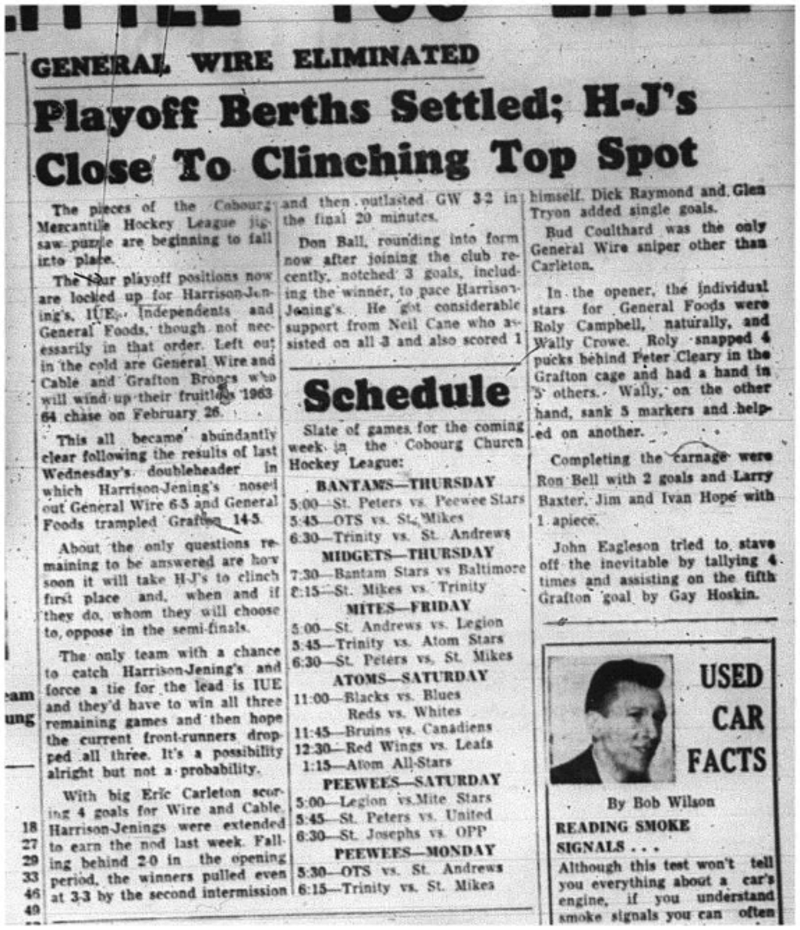 GENERAL WIRE ELIMINATED
Playoff Berths Settled; H-J's
Close To Clinching Top Spot
The pieces of the Cobourg
Mercantile Hockey League jig-
saw puzzle are beginning to fall
into place.
The four playoff positions now
are locked up for Harrison-Jen-
ing's, IUE, Independents and
General Foods, though not nec-
essarily in that order. Left out
in the cold are General Wire and
Cable and Grafton Broncs who
will wind up their fruitless 1963
64 chase on February 26.
This all became abundantly
clear following the results of last
Wednesday's doubleheader in
which Harrison-Jening's nosed
out General Wire 6-5 and General
Foods trampled Grafton 14-5.
About the only questions re-
maining to be answered are how
soon it will take H-J's to clinch
first place and, when and if
they do, whom they will choose
to oppose in the semi-finals.
The only team with a chance
to catch Harrison-Jening's and
force a tie for the lead is IUE
and they'd have to win all three
remaining games and then hope
the current front-runners drop-
ped all three. It's a possibility
alright but not a probability.
With big Eric Carleton scor-
ing 4 goals for Wire and Cable,
Harrison-Jenings were extended
to earn the nod last week. Fall-
ing behind 2-0 in the opening
period, the winners pulled even
at 3-3 by the second intermission
and then outlasted GW 3-2 in
the final 20 minutes.
Don Ball, rounding into form
now after joining the club re-
cently, notched 3 goals, includ-
ing the winner, to pace Harrison-
Jening's. He got considerable
support from Neil Cane who as-
sisted on all 3 and also scored 1
himself. Dick Raymond and Glen
Tryon added single goals.
Bud Coulthard was the only
General Wire sniper other than
Carleton.
In the opener, the individual
stars for General Foods were
Roly Campbell, naturally, and
Wally Crowe. Roly snapped 4
pucks behind Peter Cleary in the
Grafton cage and had a hand in
5 others. Wally, on the other
hand, sank 5 markers and help-
ed on another.
Completing the carnage were
Ron Bell with 2 goals and Larry
Baxter, Jim and Ivan Hope with
1 apiece.
John Eagleson tried to stave
off the inevitable by tallying 4
times and assisting on the fifth
Grafton goal by Gay Hoskin.
Schedule
Slate of games for the coming
week in the Cobourg Church
Hockey League:
BANTAMS—THURSDAY
5:00—St. Peters vs. Peewee Stars
5:45—OTS vs. St. Mikes
6:30—Trinity vs. St. Andrews
MIDGETS—THURSDAY
7:30—Bantam Stars vs Baltimore
8:15—St. Mikes vs. Trinity
MITES—FRIDAY
5:00—St. Andrews vs. Legion
5:45—Trinity vs. Atom Stars
6:30—St. Peters vs. St. Mikes
ATOMS—SATURDAY
11:00—Blacks vs. Blues
Reds vs. Whites
11:45—Bruins vs. Canadiens
12:30—Red Wings vs. Leafs
1:15—Atom All-Stars
PEEWEES—SATURDAY
5:00—Legion vs. Mite Stars
5:45—St. Peters vs. United
6:30—St. Josephs vs. OPP
PEEWEES—MONDAY
5:30—OTS vs. St. Andrews
6:15—Trinity vs. St. Mikes
USED
CAR
FACTS
By Bob Wilson
READING SMOKE
SIGNALS . . .
Although this test won't tell
you everything about a car's
engine, if you understand
smoke signals you can often
eam
ung
18
27
29
33
46
49